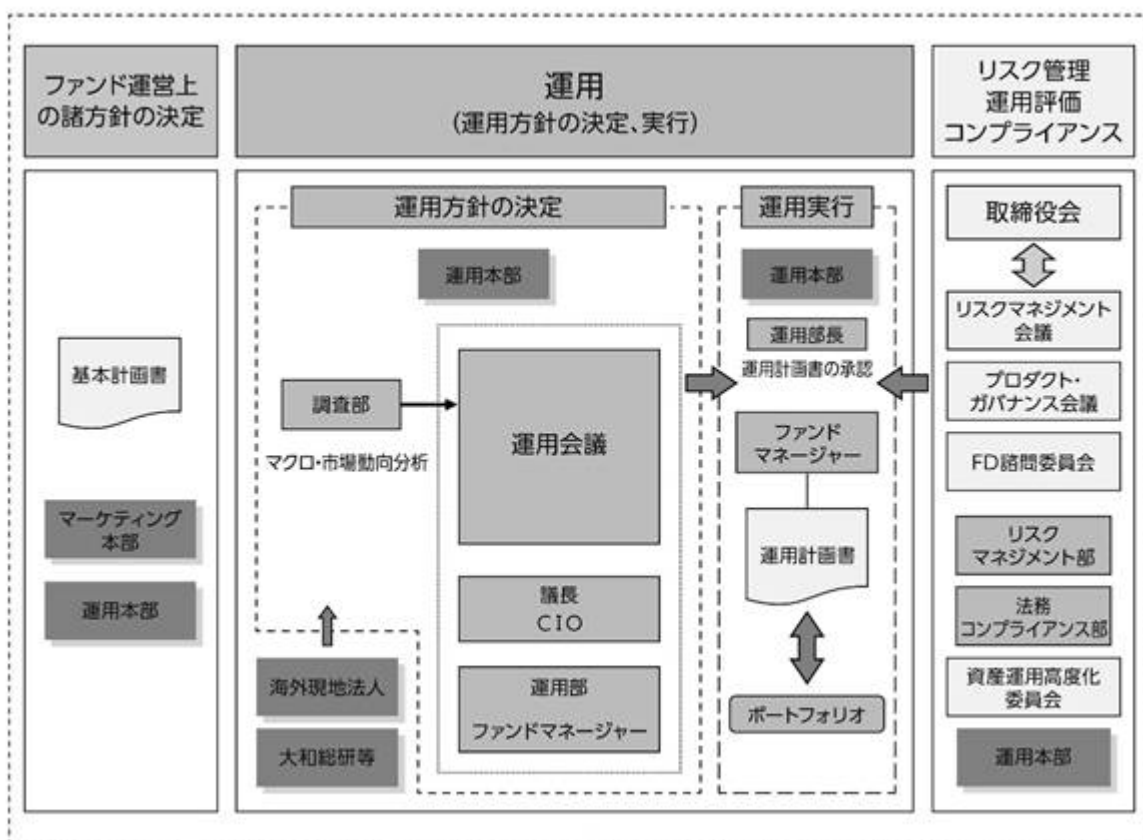 ファンド運営上
の諸方針の決定
運用
(運用方針の決定、実行)
リスク管理
運用評価
コンプライアンス
基本計画書
マーケティング
本部
運用本部
運用方針の決定
運用本部
調査部
マクロ・市場動向分析
運用会議
議長
CIO
運用部
ファンドマネージャー
海外現地法人
大和総研等
運用実行
運用本部
運用部長
運用計画書の承認
ファンド
マネージャー
運用計画書
ポートフォリオ
取締役会
リスクマネジメント
会議
プロダクト・
ガバナンス会議
FD諮問委員会
リスク
マネジメント部
法務
コンプライアンス部
資産運用高度化
委員会
運用本部